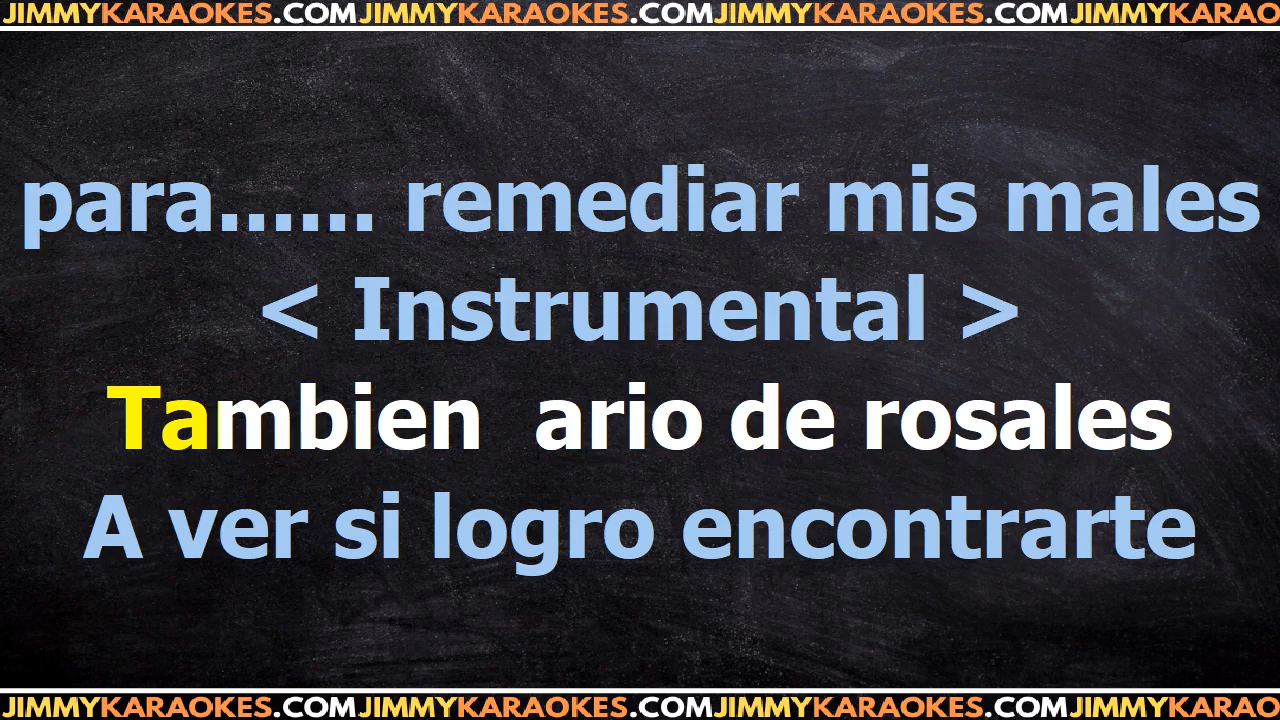 JIMMYKARAOKES.COMJIMMYKARAOKES.COMJIMMYKARAOKES.COMJIMMYKARAO
para...... remediar mis males
< Instrumental >
Tambien ario de rosales
A ver si logro encontrarte
JIMMYKARAOKES.COMJIMMYKARAOKES.COMJIMMYKARAOKES.COMJIMMYKARAO